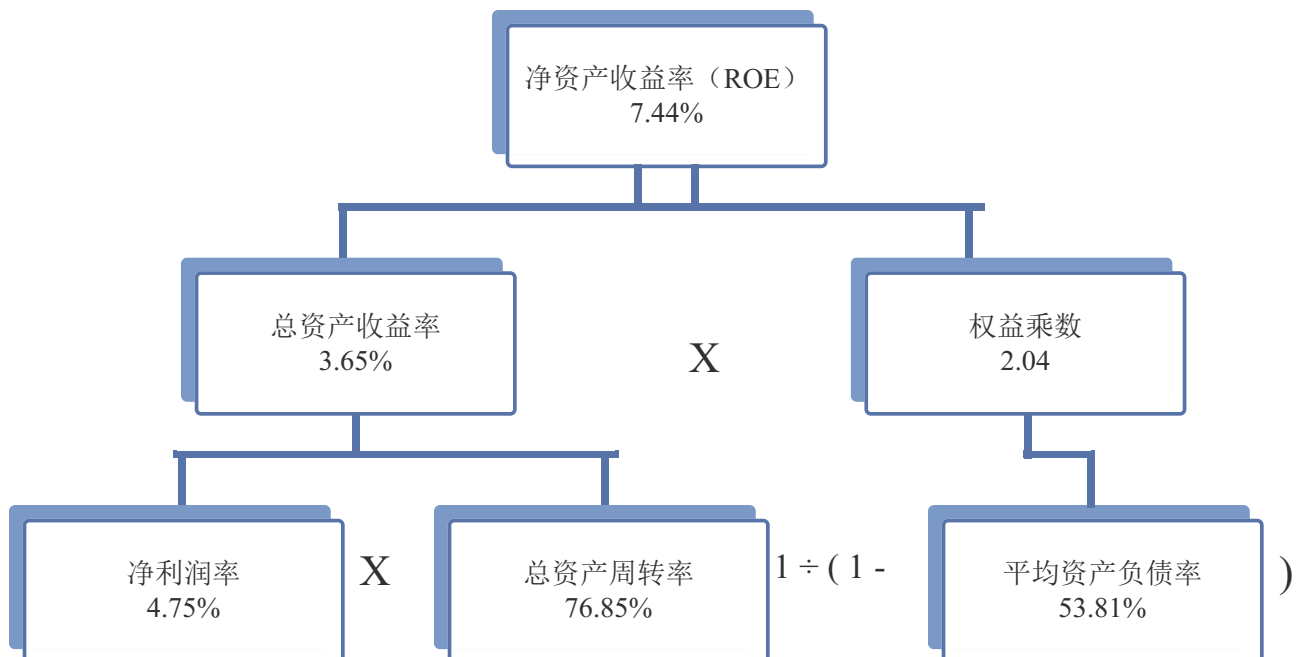 净资产收益率（ROE）
7.44%
总资产收益率
3.65%
X
权益乘数
2.04
净利润率
4.75%
X
总资产周转率
76.85%
1 ÷ ( 1 -
平均资产负债率
53.81%
)